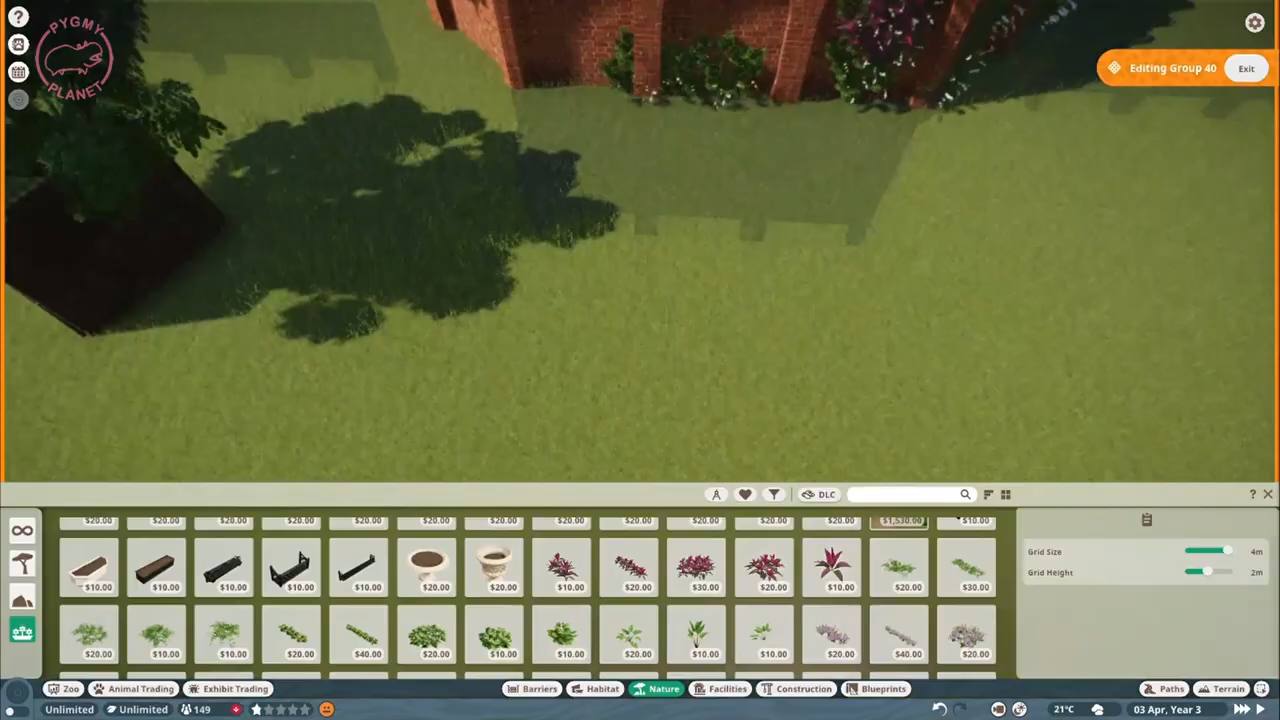 PYGMY
PLANET
Editing Group 40
Exit
DLC
$20.00 $20.00 $20.00 $20.00 $20.00 $20.00 $20.00 $20.00 $20.00 $20.00 $20.00 $20.00 $1,530.00 $10.00
$10.00 $10.00 $10.00 $10.00 $10.00 $20.00 $20.00 $10.00 $20.00 $30.00 $20.00 $10.00 $20.00 $30.00
$20.00 $10.00 $10.00 $20.00 $40.00 $20.00 $10.00 $10.00 $20.00 $10.00 $10.00 $20.00 $40.00 $20.00
Grid Size 4m
Grid Height 2m
Zoo Animal Trading Exhibit Trading Barriers Habitat Nature Facilities Construction Blueprints Paths Terrain
Unlimited Unlimited 149 21°C 03 Apr, Year 3